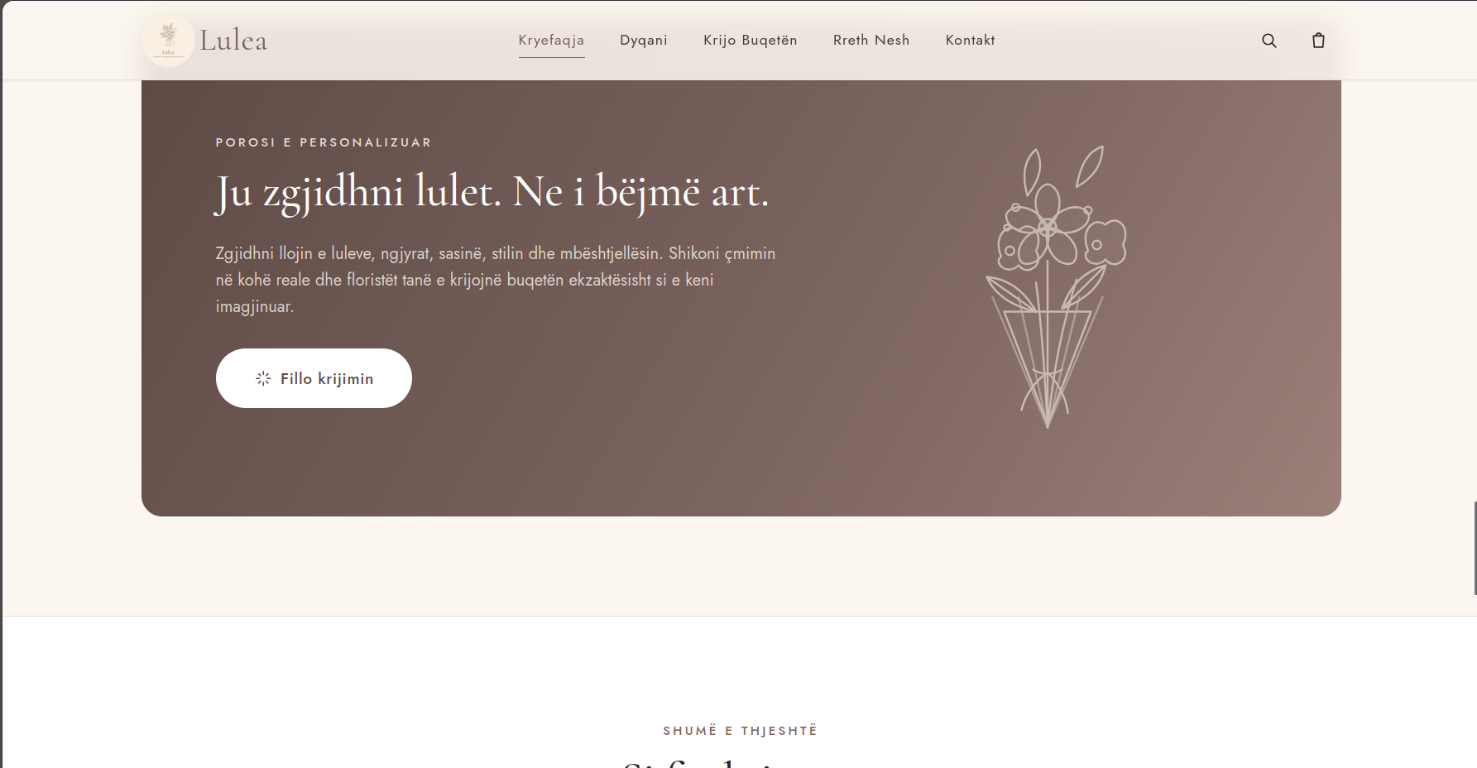 Lulea
Lulea
Kryefaqja
Dyqani
Krijo Buqetën
Rreth Nesh
Kontakt
POROSI E PERSONALIZUAR
Ju zgjidhni lulet. Ne i bëjmë art.
Zgjidhni llojin e luleve, ngjyrat, sasinë, stilin dhe mbështjellësin. Shikoni çmimin
në kohë reale dhe floristët tanë e krijojnë buqetën ekzaktësisht si e keni
imagjinuar.
Fillo krijimin
SHUMË E THJESHTË